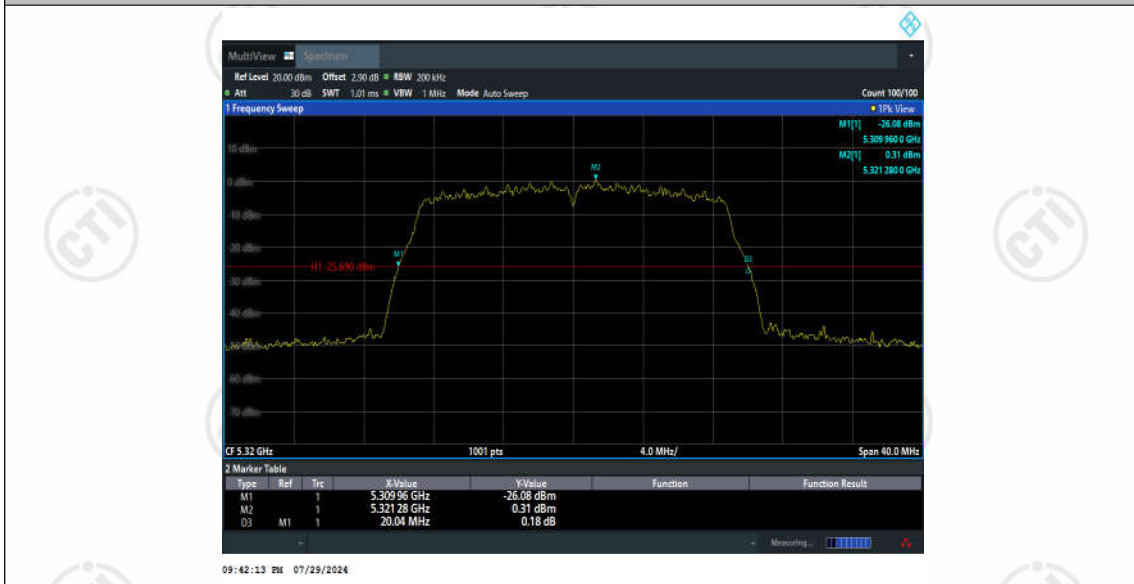 MultiView Spectrum
Ref Level 20.00 dBm Offset 2.90 dB RBW 200 kHz
Att 30 dB SWT 1.01 ms VBW 1 MHz Mode Auto Sweep Count 100/100
1 Frequency Sweep 1Pk View
M1[1] -26.08 dBm
5.309 960 0 GHz
M2[1] 0.31 dBm
5.321 280 0 GHz
10 dBm
M2
0 dBm
-10 dBm
-20 dBm
M1
D3
H1 -25.690 dBm
-30 dBm
-40 dBm
-50 dBm
-60 dBm
-70 dBm
CF 5.32 GHz 1001 pts 4.0 MHz/ Span 40.0 MHz
2 Marker Table
Type Ref Trc X-Value Y-Value Function Function Result
M1 1 5.309 96 GHz -26.08 dBm
M2 1 5.321 28 GHz 0.31 dBm
D3 M1 1 20.04 MHz 0.18 dB
Measuring...
09:42:13 PM 07/29/2024
CTI
CTI